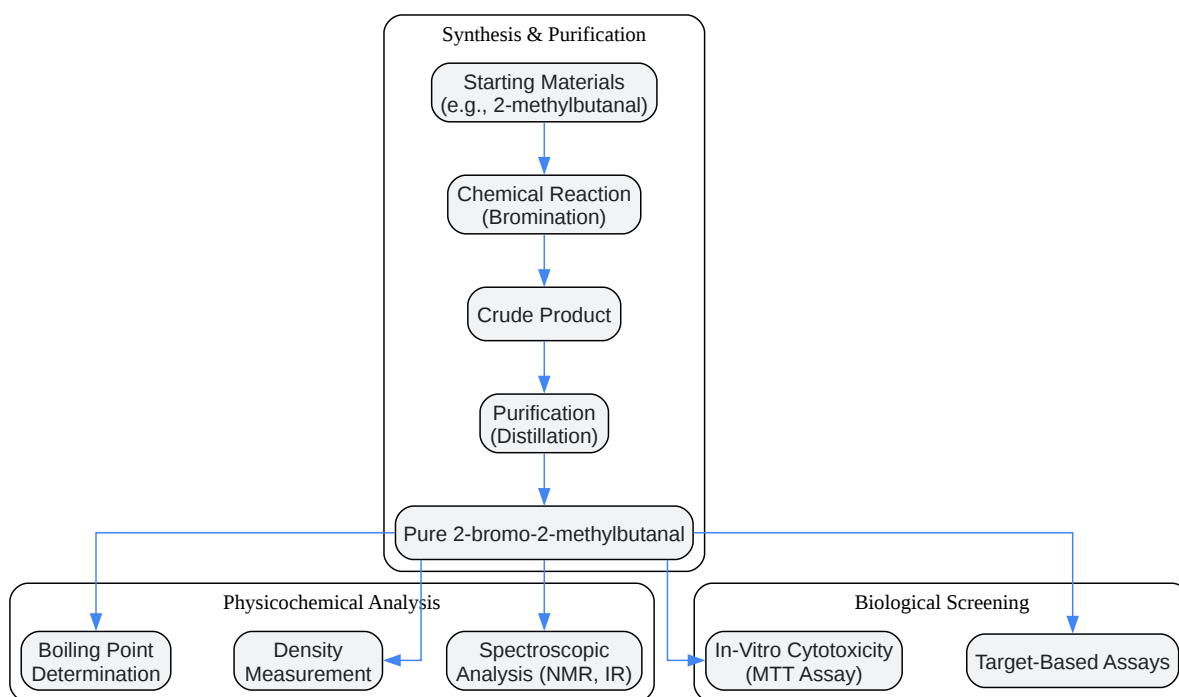 Synthesis & Purification
Starting Materials
(e.g., 2-methylbutanal)
Chemical Reaction
(Bromination)
Crude Product
Purification
(Distillation)
Pure 2-bromo-2-methylbutanal
Physicochemical Analysis
Boiling Point
Determination
Density
Measurement
Spectroscopic
Analysis (NMR, IR)
Biological Screening
In-Vitro Cytotoxicity
(MTT Assay)
Target-Based Assays